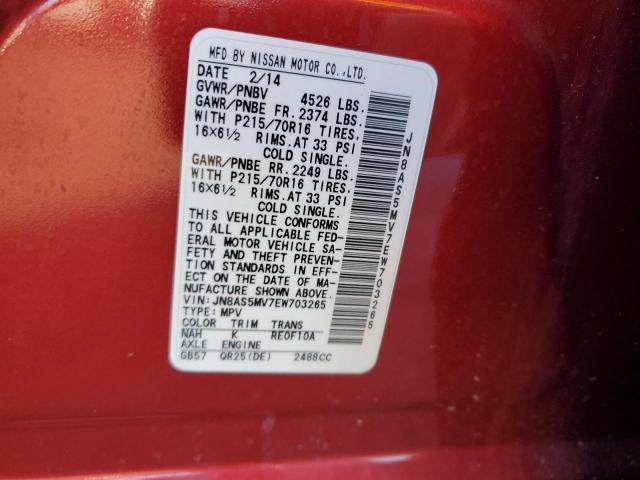 MFD BY NISSAN MOTOR CO.,LTD.
DATE 2/14
GVWR/PNBV 4526 LBS.
GAWR/PNBE FR. 2374 LBS.
WITH P215/70R16 TIRES.
16X6½ RIMS.AT 33 PSI
COLD SINGLE.
GAWR/PNBE RR. 2249 LBS.
WITH P215/70R16 TIRES.
16X6½ RIMS.AT 33 PSI
COLD SINGLE.
THIS VEHICLE CONFORMS
TO ALL APPLICABLE FED-
ERAL MOTOR VEHICLE SA-
FETY AND THEFT PREVEN-
TION STANDARDS IN EFF-
ECT ON THE DATE OF MA-
NUFACTURE SHOWN ABOVE.
VIN: JN8AS5MV7EW703265
TYPE: MPV
COLOR TRIM TRANS
NAH K RE0F10A
AXLE ENGINE
GB57 QR25(DE) 2488CC
JN8AS5MV7EW703265